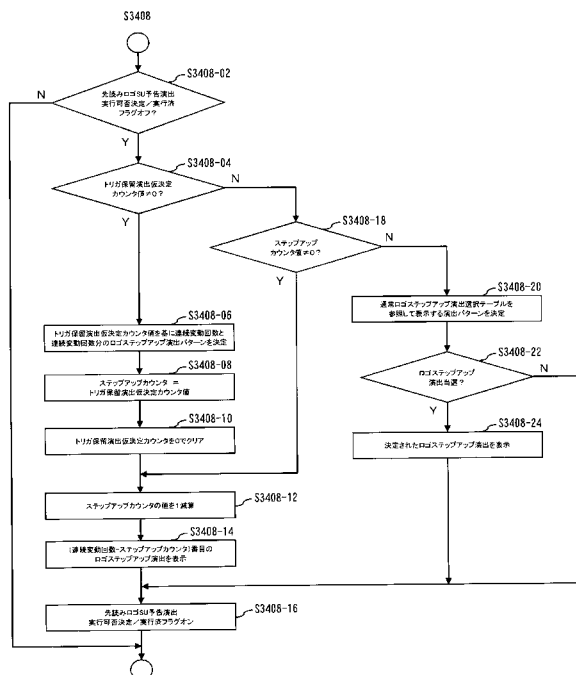 S3408
S3408-02
先読みロゴSU予告演出
実行可否決定／実行済
フラグオフ？
N
Y
S3408-04
トリガ保留演出仮決定
カウンタ値≠0？
N
Y
S3408-18
ステップアップ
カウンタ値≠0？
N
Y
S3408-20
通常ロゴステップアップ演出選択テーブルを
参照して表示する演出パターンを決定
S3408-06
トリガ保留演出仮決定カウンタ値を基に連続変動回数と
連続変動回数分のロゴステップアップ演出パターンを決定
S3408-22
ロゴステップアップ
演出当選？
N
Y
S3408-08
ステップアップカウンタ ＝
トリガ保留演出仮決定カウンタ値
S3408-10
トリガ保留演出仮決定カウンタを0でクリア
S3408-24
決定されたロゴステップアップ演出を表示
S3408-12
ステップアップカウンタの値を1減算
S3408-14
(連続変動回数-ステップアップカウンタ)番目の
ロゴステップアップ演出を表示
S3408-16
先読みロゴSU予告演出
実行可否決定／実行済フラグオン